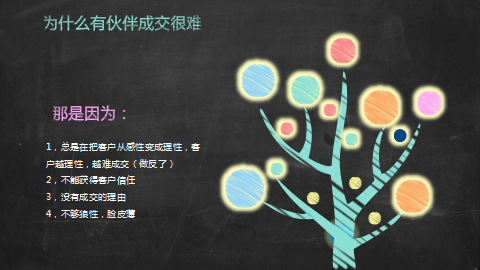 为什么有伙伴成交很难
那是因为：
1，总是在把客户从感性变成理性，客
户越理性，越难成交（做反了）
2，不能获得客户信任
3，没有成交的理由
4，不够狼性，脸皮薄